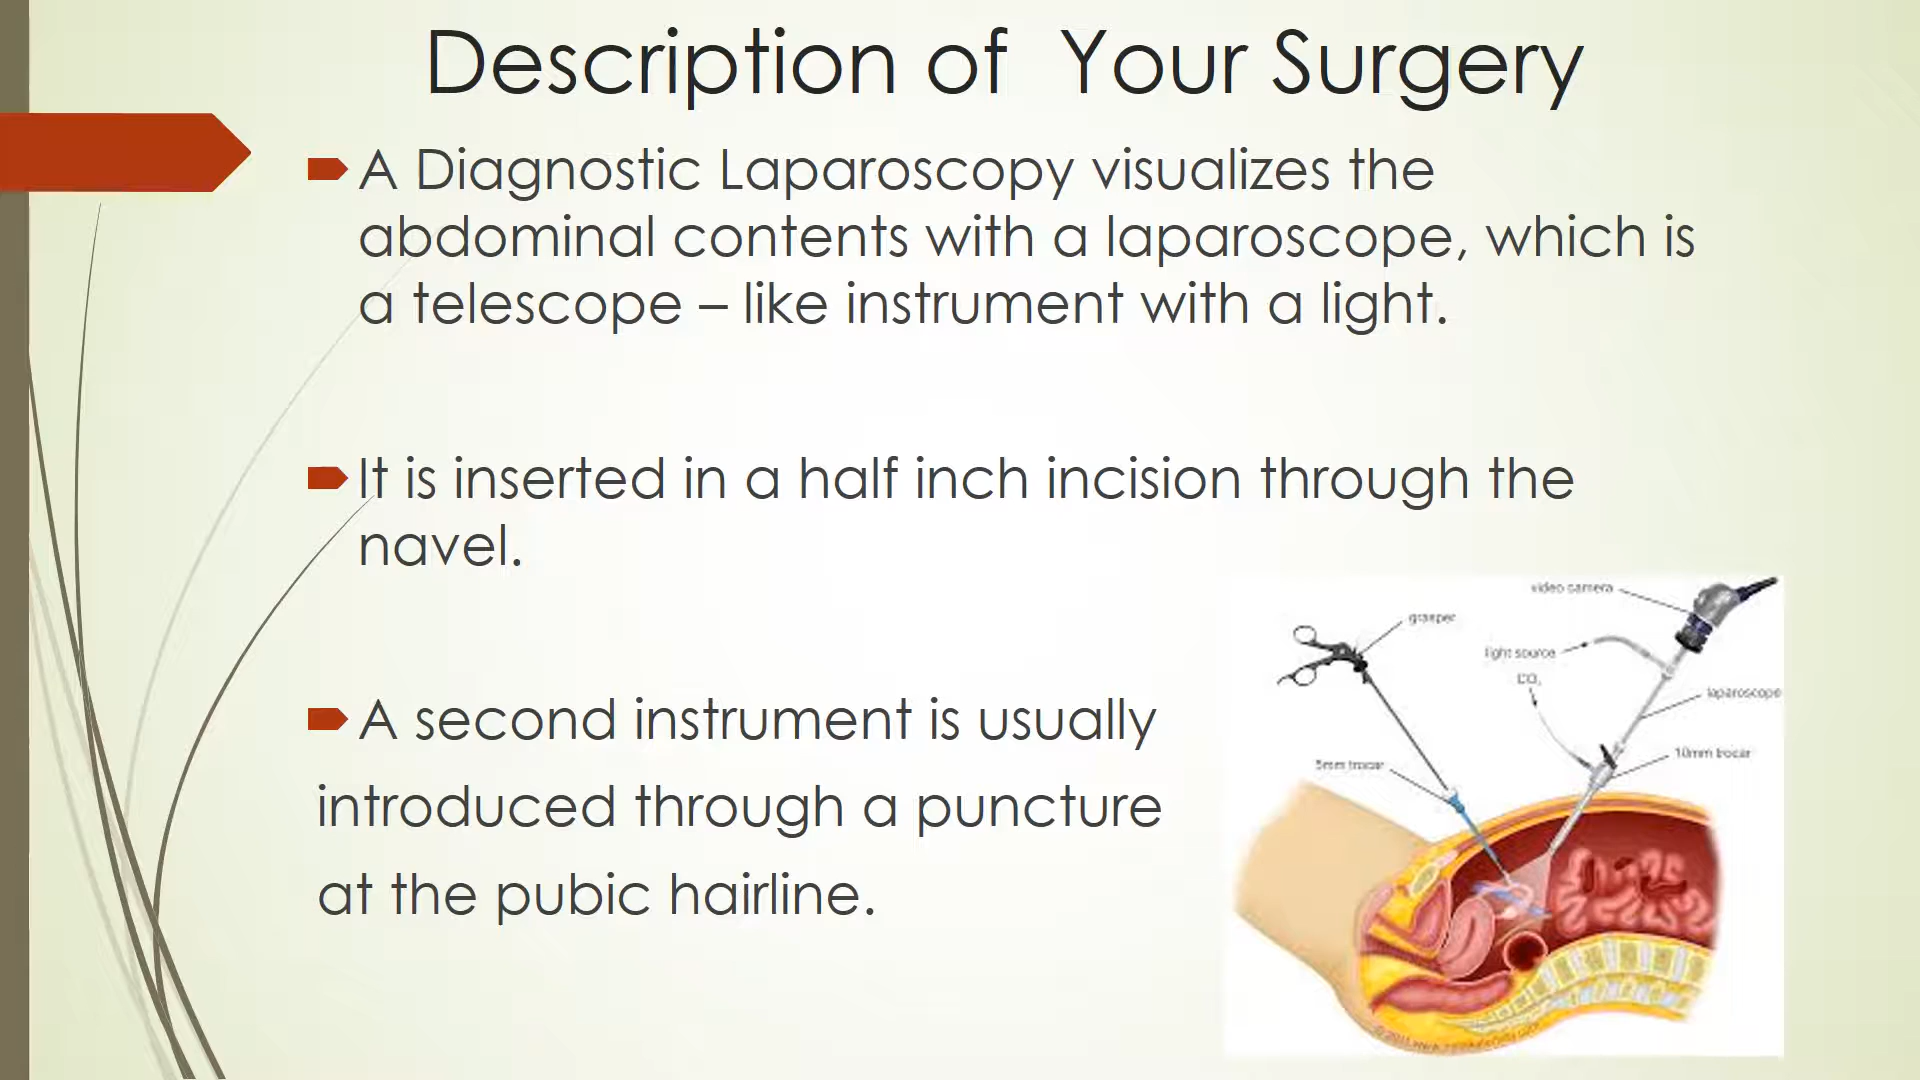 Description of Your Surgery
A Diagnostic Laparoscopy visualizes the
abdominal contents with a laparoscope, which is
a telescope – like instrument with a light.
It is inserted in a half inch incision through the
navel.
A second instrument is usually
introduced through a puncture
at the pubic hairline.
video camera
grasper
light source
CO₂
laparoscope
10mm trocar
5mm trocar